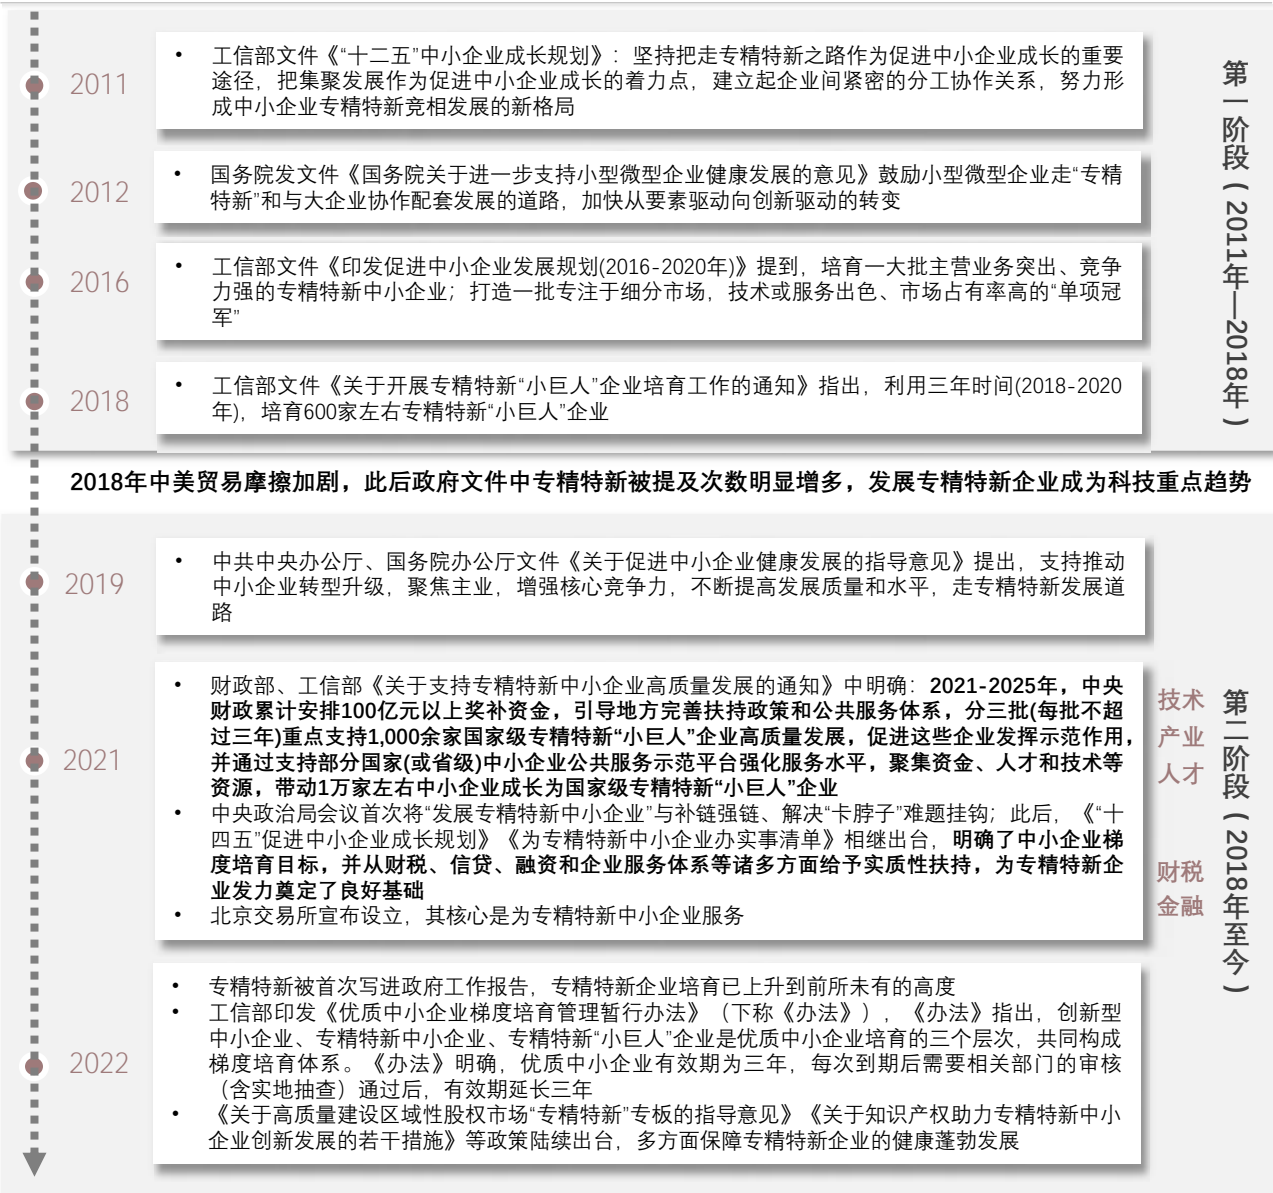 2011
• 工信部文件《“十二五”中小企业成长规划》：坚持把走专精特新之路作为促进中小企业成长的重要
途径，把集聚发展作为促进中小企业成长的着力点，建立起企业间紧密的分工协作关系，努力形
成中小企业专精特新竞相发展的新格局
2012
• 国务院发文件《国务院关于进一步支持小型微型企业健康发展的意见》鼓励小型微型企业走“专精
特新”和与大企业协作配套发展的道路，加快从要素驱动向创新驱动的转变
2016
• 工信部文件《印发促进中小企业发展规划(2016-2020年)》提到，培育一大批主营业务突出、竞争
力强的专精特新中小企业；打造一批专注于细分市场，技术或服务出色、市场占有率高的“单项冠
军”
2018
• 工信部文件《关于开展专精特新“小巨人”企业培育工作的通知》指出，利用三年时间(2018-2020
年)，培育600家左右专精特新“小巨人”企业
第一阶段(2011年—2018年)
2018年中美贸易摩擦加剧，此后政府文件中专精特新被提及次数明显增多，发展专精特新企业成为科技重点趋势
2019
• 中共中央办公厅、国务院办公厅文件《关于促进中小企业健康发展的指导意见》提出，支持推动
中小企业转型升级，聚焦主业，增强核心竞争力，不断提高发展质量和水平，走专精特新发展道
路
2021
• 财政部、工信部《关于支持专精特新中小企业高质量发展的通知》中明确：2021-2025年，中央
财政累计安排100亿元以上奖补资金，引导地方完善扶持政策和公共服务体系，分三批(每批不超
过三年)重点支持1,000余家国家级专精特新“小巨人”企业高质量发展，促进这些企业发挥示范作用，
并通过支持部分国家(或省级)中小企业公共服务示范平台强化服务水平，聚集资金、人才和技术等
资源，带动1万家左右中小企业成长为国家级专精特新“小巨人”企业
• 中央政治局会议首次将“发展专精特新中小企业”与补链强链、解决“卡脖子”难题挂钩；此后，《“十
四五”促进中小企业成长规划》《为专精特新中小企业办实事清单》相继出台，明确了中小企业梯
度培育目标，并从财税、信贷、融资和企业服务体系等诸多方面给予实质性扶持，为专精特新企
业发力奠定了良好基础
• 北京交易所宣布设立，其核心是为专精特新中小企业服务
技术
产业
人才
财税
金融
第二阶段(2018年至今)
2022
• 专精特新被首次写进政府工作报告，专精特新企业培育已上升到前所未有的高度
• 工信部印发《优质中小企业梯度培育管理暂行办法》（下称《办法》），《办法》指出，创新型
中小企业、专精特新中小企业、专精特新“小巨人”企业是优质中小企业培育的三个层次，共同构成
梯度培育体系。《办法》明确，优质中小企业有效期为三年，每次到期后需要相关部门的审核
（含实地抽查）通过后，有效期延长三年
• 《关于高质量建设区域性股权市场“专精特新”专板的指导意见》《关于知识产权助力专精特新中小
企业创新发展的若干措施》等政策陆续出台，多方面保障专精特新企业的健康蓬勃发展